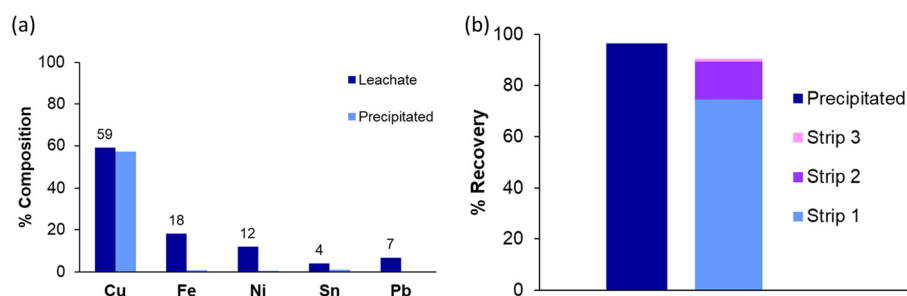 (a)
% Composition
100
80
60
40
20
0
59
18
12
4
7
Leachate
Precipitated
Cu Fe Ni Sn Pb
(b)
% Recovery
100
80
60
40
20
0
Precipitated
Strip 3
Strip 2
Strip 1